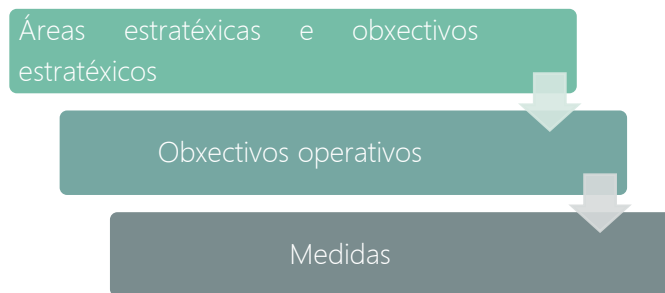 Áreas estratéxicas e obxectivos
estratéxicos
Obxectivos operativos
Medidas